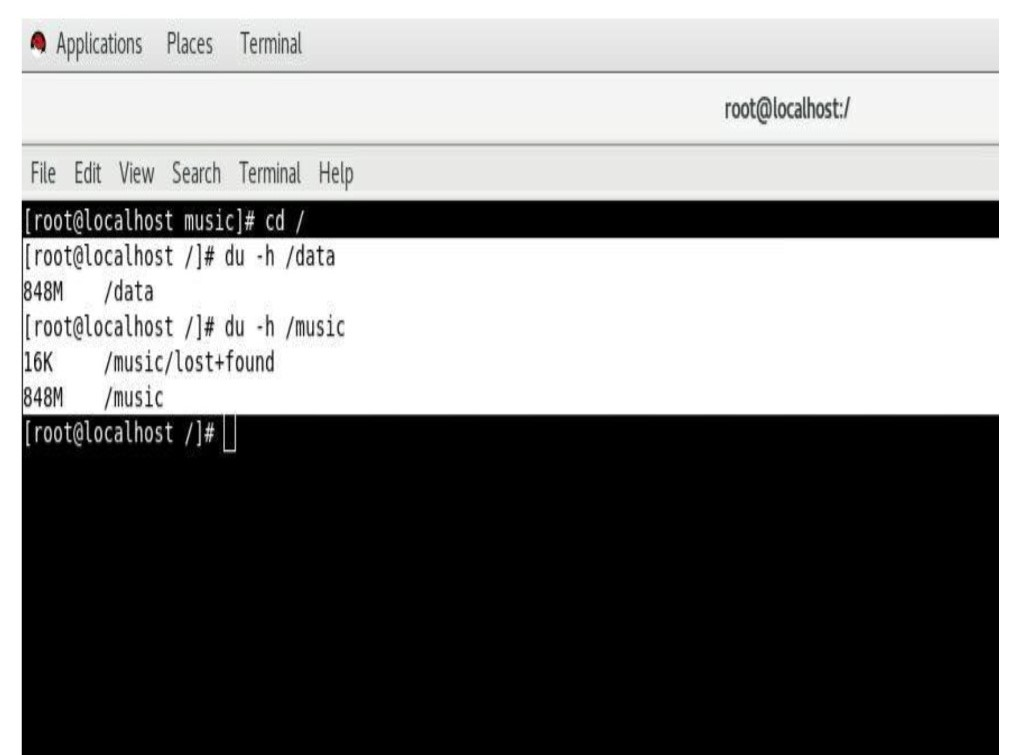 Applications Places Terminal
root@localhost:/
File Edit View Search Terminal Help
[root@localhost music]# cd /
[root@localhost /]# du -h /data
848M /data
[root@localhost /]# du -h /music
16K /music/lost+found
848M /music
[root@localhost /]#